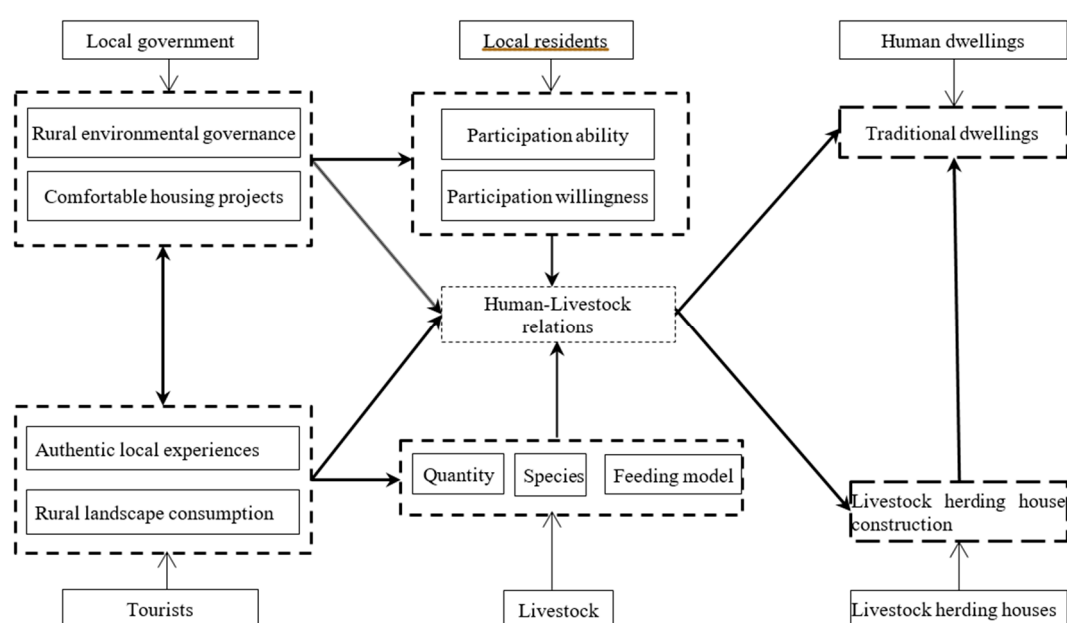 Local government
Local residents
Human dwellings
Rural environmental governance
Comfortable housing projects
Participation ability
Participation willingness
Traditional dwellings
Human-Livestock
relations
Authentic local experiences
Rural landscape consumption
Quantity
Species
Feeding model
Livestock herding house
construction
Tourists
Livestock
Livestock herding houses